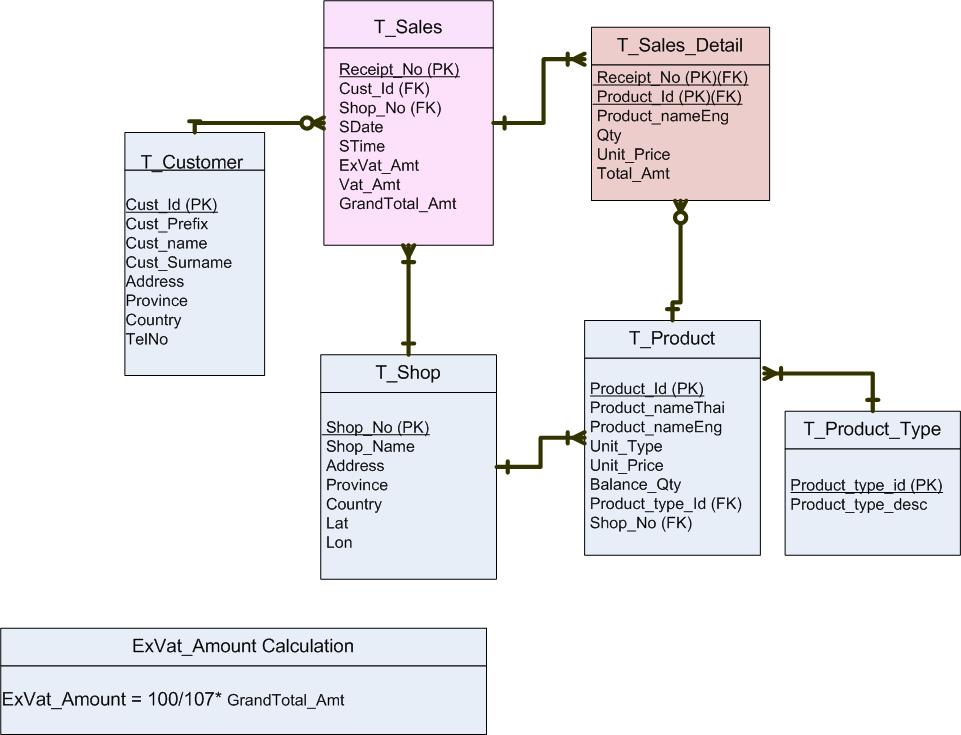 T_Sales
Receipt_No (PK)
Cust_Id (FK)
Shop_No (FK)
SDate
STime
ExVat_Amt
Vat_Amt
GrandTotal_Amt
T_Sales_Detail
Receipt_No (PK)(FK)
Product_Id (PK)(FK)
Product_nameEng
Qty
Unit_Price
Total_Amt
T_Customer
Cust_Id (PK)
Cust_Prefix
Cust_name
Cust_Surname
Address
Province
Country
TelNo
T_Shop
Shop_No (PK)
Shop_Name
Address
Province
Country
Lat
Lon
T_Product
Product_Id (PK)
Product_nameThai
Product_nameEng
Unit_Type
Unit_Price
Balance_Qty
Product_type_Id (FK)
Shop_No (FK)
T_Product_Type
Product_type_id (PK)
Product_type_desc
ExVat_Amount Calculation
ExVat_Amount = 100/107* GrandTotal_Amt